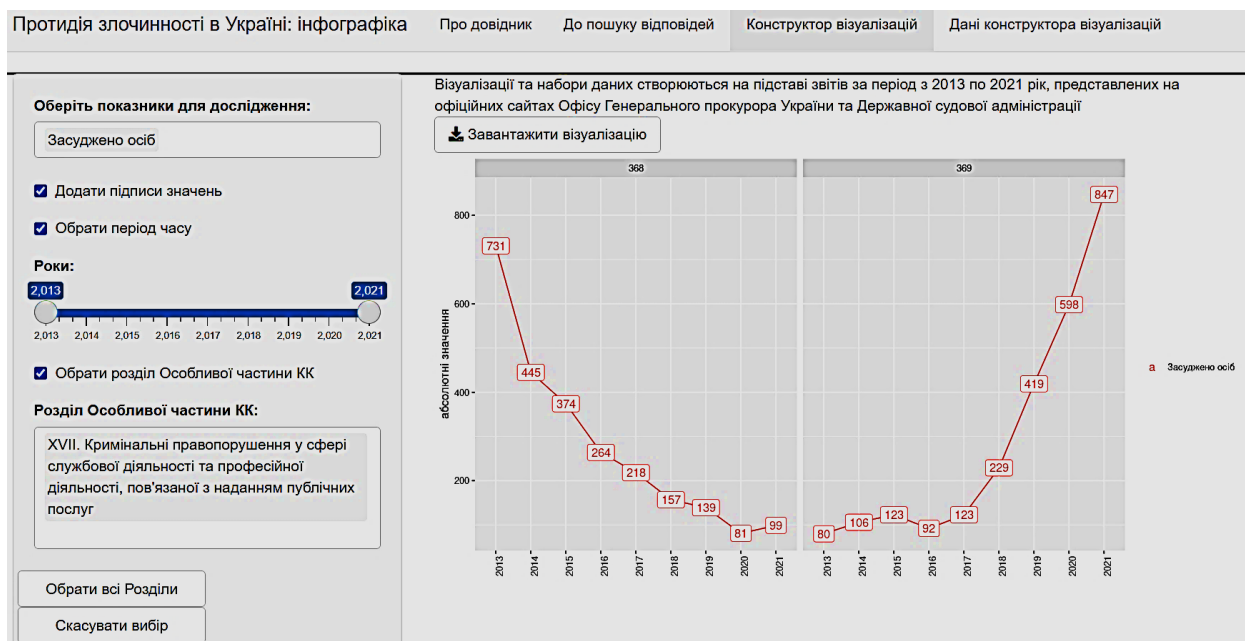 Протидія злочинності в Україні: інфографіка
Про довідник
До пошуку відповідей
Конструктор візуалізацій
Дані конструктора візуалізацій
Оберіть показники для дослідження:
Засуджено осіб
Додати підписи значень
Обрати період часу
Роки:
2,013
2,021
2,013
2,014
2,015
2,016
2,017
2,018
2,019
2,020
2,021
Обрати розділ Особливої частини КК
Розділ Особливої частини КК:
XVII. Кримінальні правопорушення у сфері
службової діяльності та професійної
діяльності, пов'язаної з наданням публічних
послуг
Обрати всі Розділи
Скасувати вибір
Візуалізації та набори даних створюються на підставі звітів за період з 2013 по 2021 рік, представлених на
офіційних сайтах Офісу Генерального прокурора України та Державної судової адміністрації
Завантажити візуалізацію
368
369
абсолютні значення
800
600
400
200
731
445
374
264
218
157
139
81
99
80
106
123
92
123
229
419
598
847
2013
2014
2015
2016
2017
2018
2019
2020
2021
2013
2014
2015
2016
2017
2018
2019
2020
2021
a Засуджено осіб